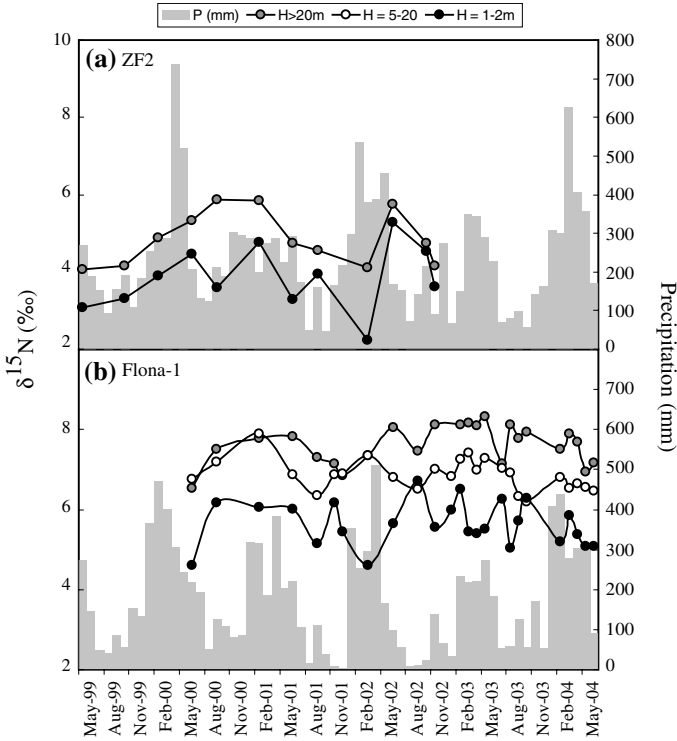 P (mm) H>20m H = 5-20 H = 1-2m
10
8
6
4
2
(a) ZF2
800
700
600
500
400
300
200
100
0
δ15N (‰)
Precipitation (mm)
(b) Flona-1
8
6
4
2
700
600
500
400
300
200
100
0
May-99
Aug-99
Nov-99
Feb-00
May-00
Aug-00
Nov-00
Feb-01
May-01
Aug-01
Nov-01
Feb-02
May-02
Aug-02
Nov-02
Feb-03
May-03
Aug-03
Nov-03
Feb-04
May-04